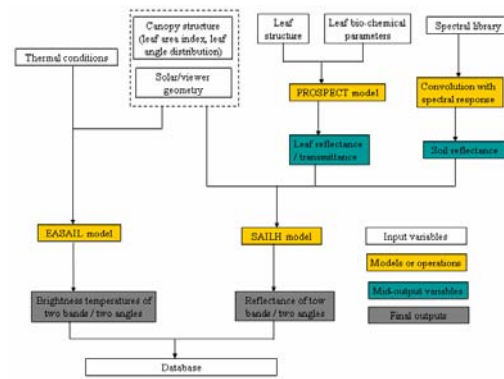 Canopy structure
(leaf area index, leaf
angle distribution)
Leaf
structure
Leaf bio-chemical
parameters
Spectral library
Thermal conditions
Solar/viewer
geometry
PROSPECT model
Convolution with
spectral response
Leaf reflectance
/ transmittance
Soil reflectance
EASAIL model
SAILH model
Input variables
Models or operations
Brightness temperatures of
two bands / two angles
Reflectance of tow
bands / two angles
Mid-output variables
Final outputs
Database